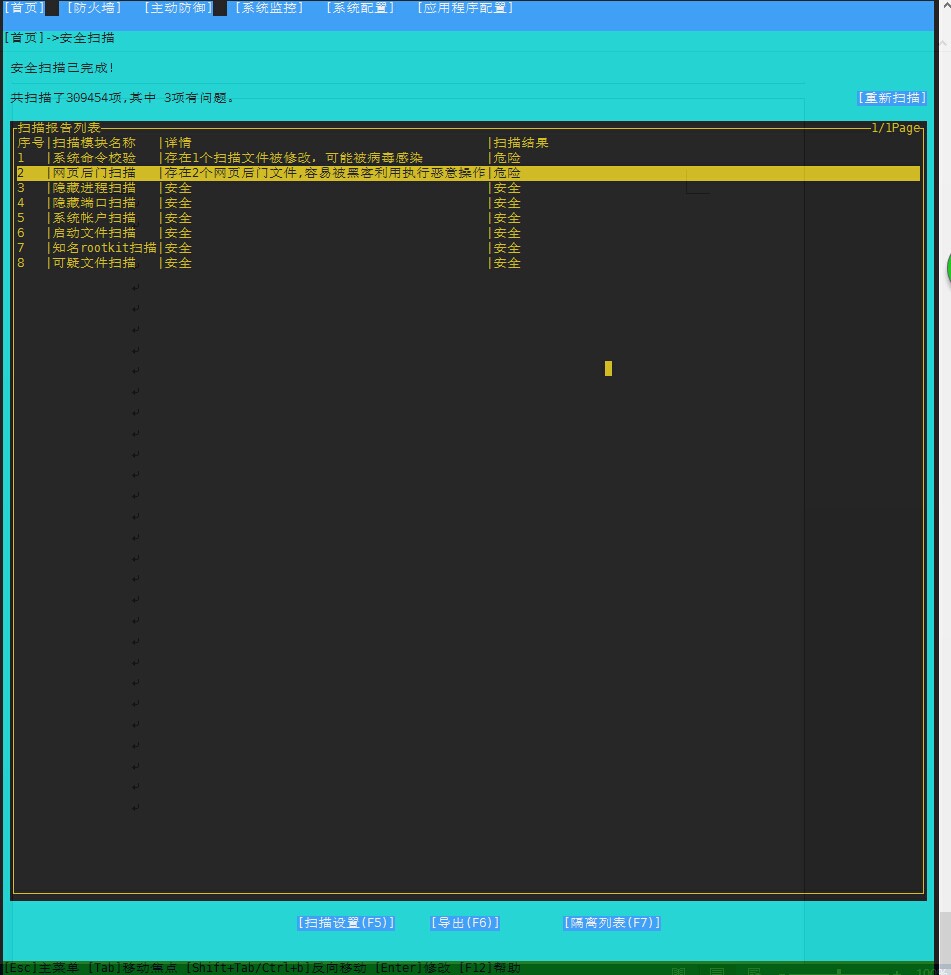 [首页] [防火墙] [主动防御] [系统监控] [系统配置] [应用程序配置]
[首页]->安全扫描
安全扫描已完成!
共扫描了309454项,其中 3项有问题。 [重新扫描]
扫描报告列表 1/1Page
序号|扫描模块名称 |详情 |扫描结果
1 |系统命令校验 |存在1个扫描文件被修改, 可能被病毒感染 |危险
2 |网页后门扫描 |存在2个网页后门文件,容易被黑客利用执行恶意操作|危险
3 |隐藏进程扫描 |安全 |安全
4 |隐藏端口扫描 |安全 |安全
5 |系统帐户扫描 |安全 |安全
6 |启动文件扫描 |安全 |安全
7 |知名rootkit扫描|安全 |安全
8 |可疑文件扫描 |安全 |安全
[扫描设置(F5)] [导出(F6)] [隔离列表(F7)]
[Esc]主菜单 [Tab]移动焦点 [Shift+Tab/Ctrl+b]反向移动 [Enter]修改 [F12]帮助